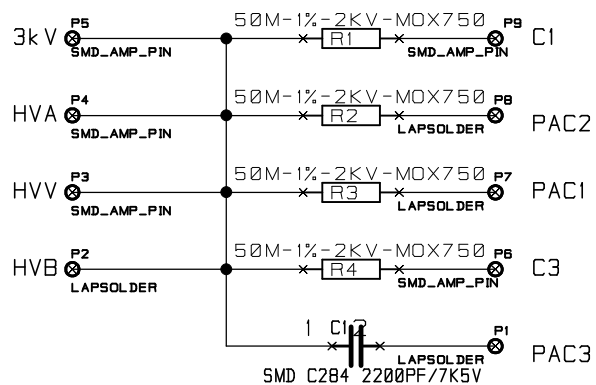 50M-1%-2KV-MOX750
3kV P5 R1 P9 C1
SMD_AMP_PIN SMD_AMP_PIN
50M-1%-2KV-MOX750
HVA P4 R2 P8 PAC2
SMD_AMP_PIN LAPSOLDER
50M-1%-2KV-MOX750
HVV P3 R3 P7 PAC1
SMD_AMP_PIN LAPSOLDER
50M-1%-2KV-MOX750
HVB P2 R4 P6 C3
LAPSOLDER SMD_AMP_PIN
1 C1 2 P1 PAC3
LAPSOLDER
SMD C284 2200PF/7K5V